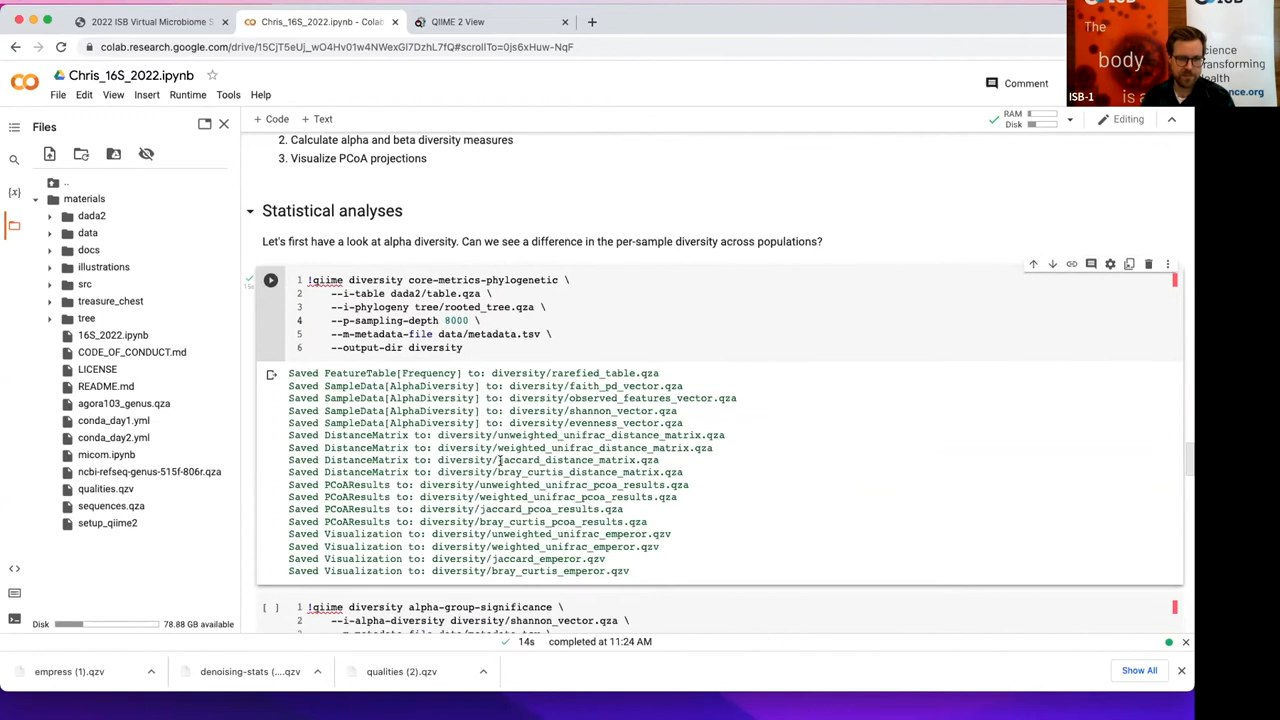 2022 ISB Virtual Microbiome S
Chris_16S_2022.ipynb - Colab
QIIME 2 View
colab.research.google.com/drive/15CjT5eUj_wO4Hv01w4NWexGl7DzhL7fQ#scrollTo=0js6xHuw-NqF
The
body
is a
ISB-1
Science
Transforming
Health
Chris_16S_2022.ipynb
File Edit View Insert Runtime Tools Help
Comment
Files
+ Code + Text
RAM
Disk
Editing
..
materials
dada2
data
docs
illustrations
src
treasure_chest
tree
16S_2022.ipynb
CODE_OF_CONDUCT.md
LICENSE
README.md
agora103_genus.qza
conda_day1.yml
conda_day2.yml
micom.ipynb
ncbi-refseq-genus-515f-806r.qza
qualities.qzv
sequences.qza
setup_qiime2
Disk
78.88 GB available
2. Calculate alpha and beta diversity measures
3. Visualize PCoA projections
Statistical analyses
Let's first have a look at alpha diversity. Can we see a difference in the per-sample diversity across populations?
15s
1 !qiime diversity core-metrics-phylogenetic \
2 --i-table dada2/table.qza \
3 --i-phylogeny tree/rooted_tree.qza \
4 --p-sampling-depth 8000 \
5 --m-metadata-file data/metadata.tsv \
6 --output-dir diversity
Saved FeatureTable[Frequency] to: diversity/rarefied_table.qza
Saved SampleData[AlphaDiversity] to: diversity/faith_pd_vector.qza
Saved SampleData[AlphaDiversity] to: diversity/observed_features_vector.qza
Saved SampleData[AlphaDiversity] to: diversity/shannon_vector.qza
Saved SampleData[AlphaDiversity] to: diversity/evenness_vector.qza
Saved DistanceMatrix to: diversity/unweighted_unifrac_distance_matrix.qza
Saved DistanceMatrix to: diversity/weighted_unifrac_distance_matrix.qza
Saved DistanceMatrix to: diversity/jaccard_distance_matrix.qza
Saved DistanceMatrix to: diversity/bray_curtis_distance_matrix.qza
Saved PCoAResults to: diversity/unweighted_unifrac_pcoa_results.qza
Saved PCoAResults to: diversity/weighted_unifrac_pcoa_results.qza
Saved PCoAResults to: diversity/jaccard_pcoa_results.qza
Saved PCoAResults to: diversity/bray_curtis_pcoa_results.qza
Saved Visualization to: diversity/unweighted_unifrac_emperor.qzv
Saved Visualization to: diversity/weighted_unifrac_emperor.qzv
Saved Visualization to: diversity/jaccard_emperor.qzv
Saved Visualization to: diversity/bray_curtis_emperor.qzv
[ ] 1 !qiime diversity alpha-group-significance \
2 --i-alpha-diversity diversity/shannon_vector.qza \
14s completed at 11:24 AM
empress (1).qzv
denoising-stats (....qzv
qualities (2).qzv
Show All